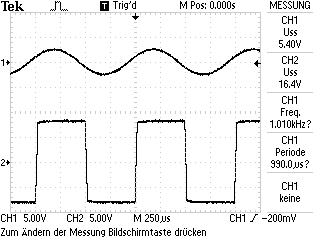 Tek T Trig'd M Pos: 0.000s MESSUNG
CH1
Uss
5.40V
CH2
Uss
16.4V
CH1
Freq.
1.010kHz?
CH1
Periode
990.0µs?
CH1
keine
1
2
CH1 5.00V CH2 5.00V M 250µs CH1 -200mV
Zum Ändern der Messung Bildschirmtaste drücken